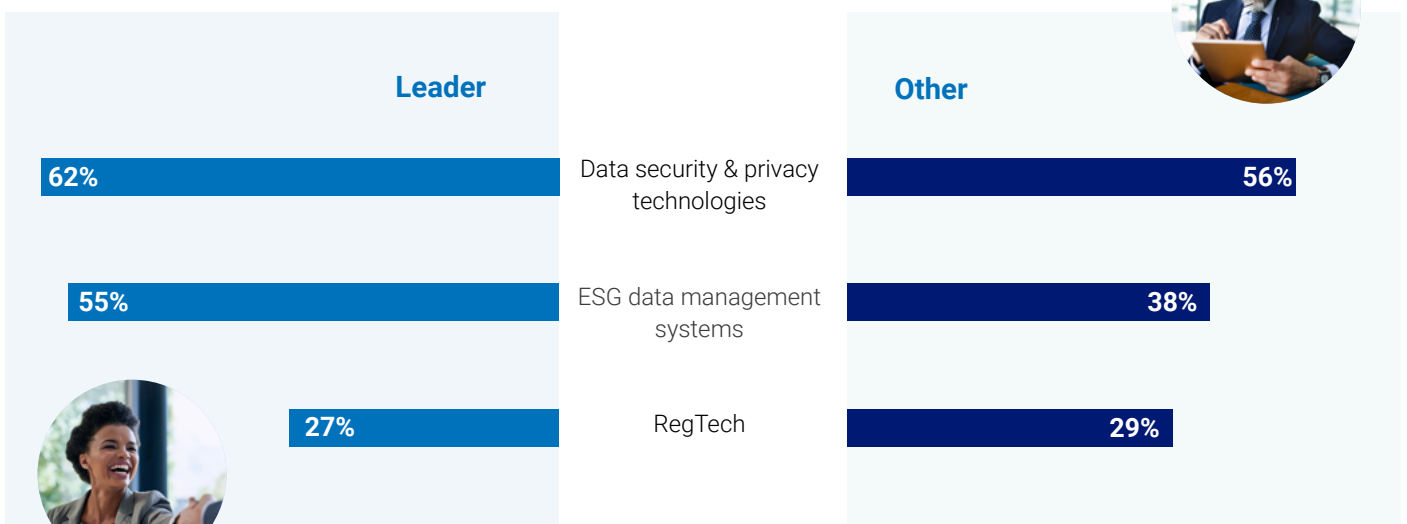 Leader
Other
62%
Data security & privacy
technologies
56%
55%
ESG data management
systems
38%
27%
RegTech
29%